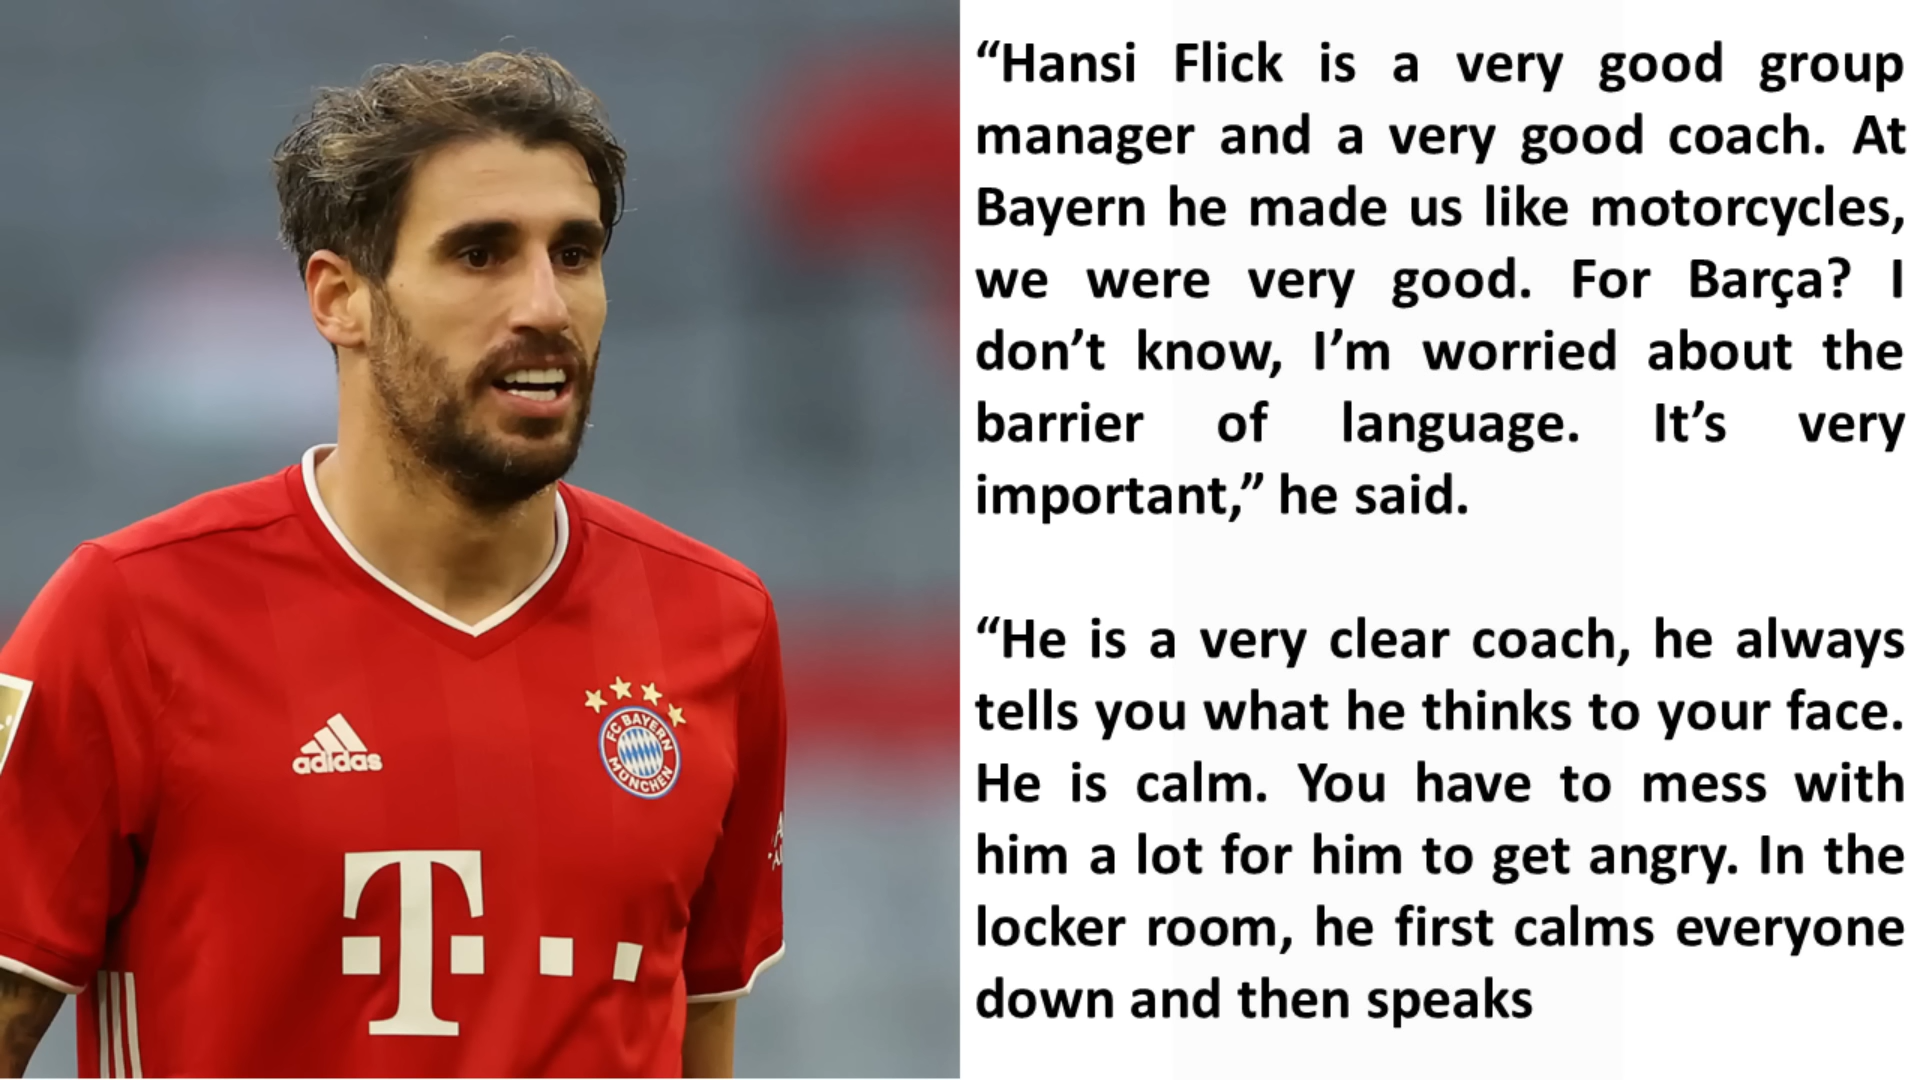 “Hansi Flick is a very good group
manager and a very good coach. At
Bayern he made us like motorcycles,
we were very good. For Barça? I
don’t know, I’m worried about the
barrier of language. It’s very
important,” he said.
“He is a very clear coach, he always
tells you what he thinks to your face.
He is calm. You have to mess with
him a lot for him to get angry. In the
locker room, he first calms everyone
down and then speaks
adidas
FC BAYERN
MÜNCHEN
T